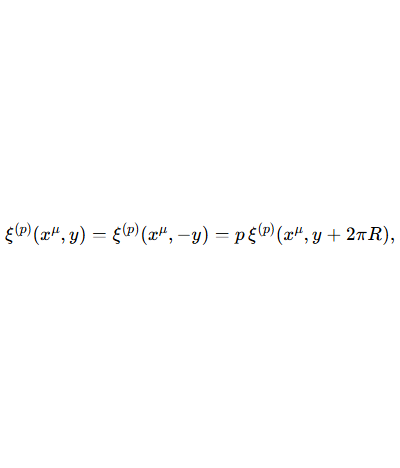 ξ^{(p)}(x^μ, y) = ξ^{(p)}(x^μ, −y) = p ξ^{(p)}(x^μ, y + 2πR),